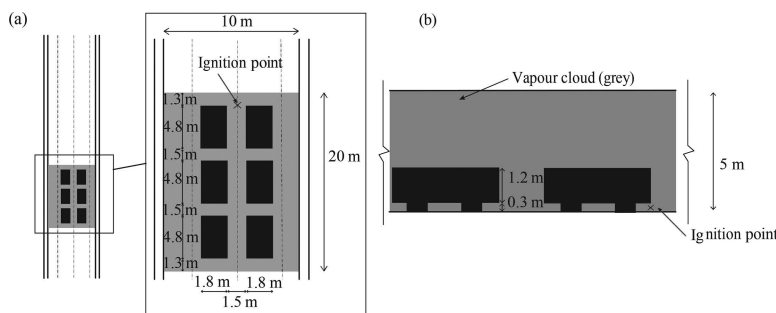 (a)
10 m
Ignition point
1.3 m
4.8 m
1.5 m
4.8 m
1.5 m
4.8 m
1.3 m
20 m
1.8 m 1.8 m
1.5 m
(b)
Vapour cloud (grey)
1.2 m
0.3 m
5 m
Ignition point